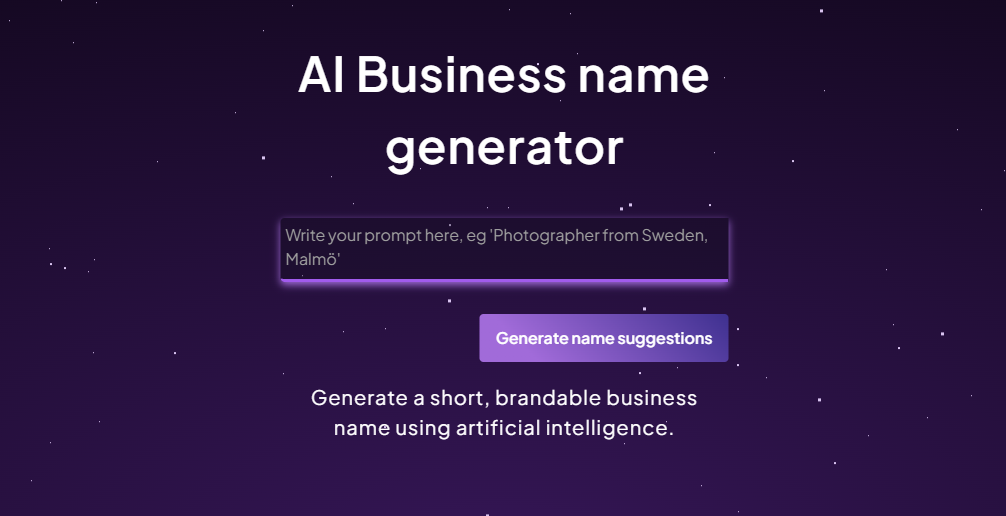 AI Business name
generator
Write your prompt here, eg 'Photographer from Sweden,
Malmö'
Generate name suggestions
Generate a short, brandable business
name using artificial intelligence.